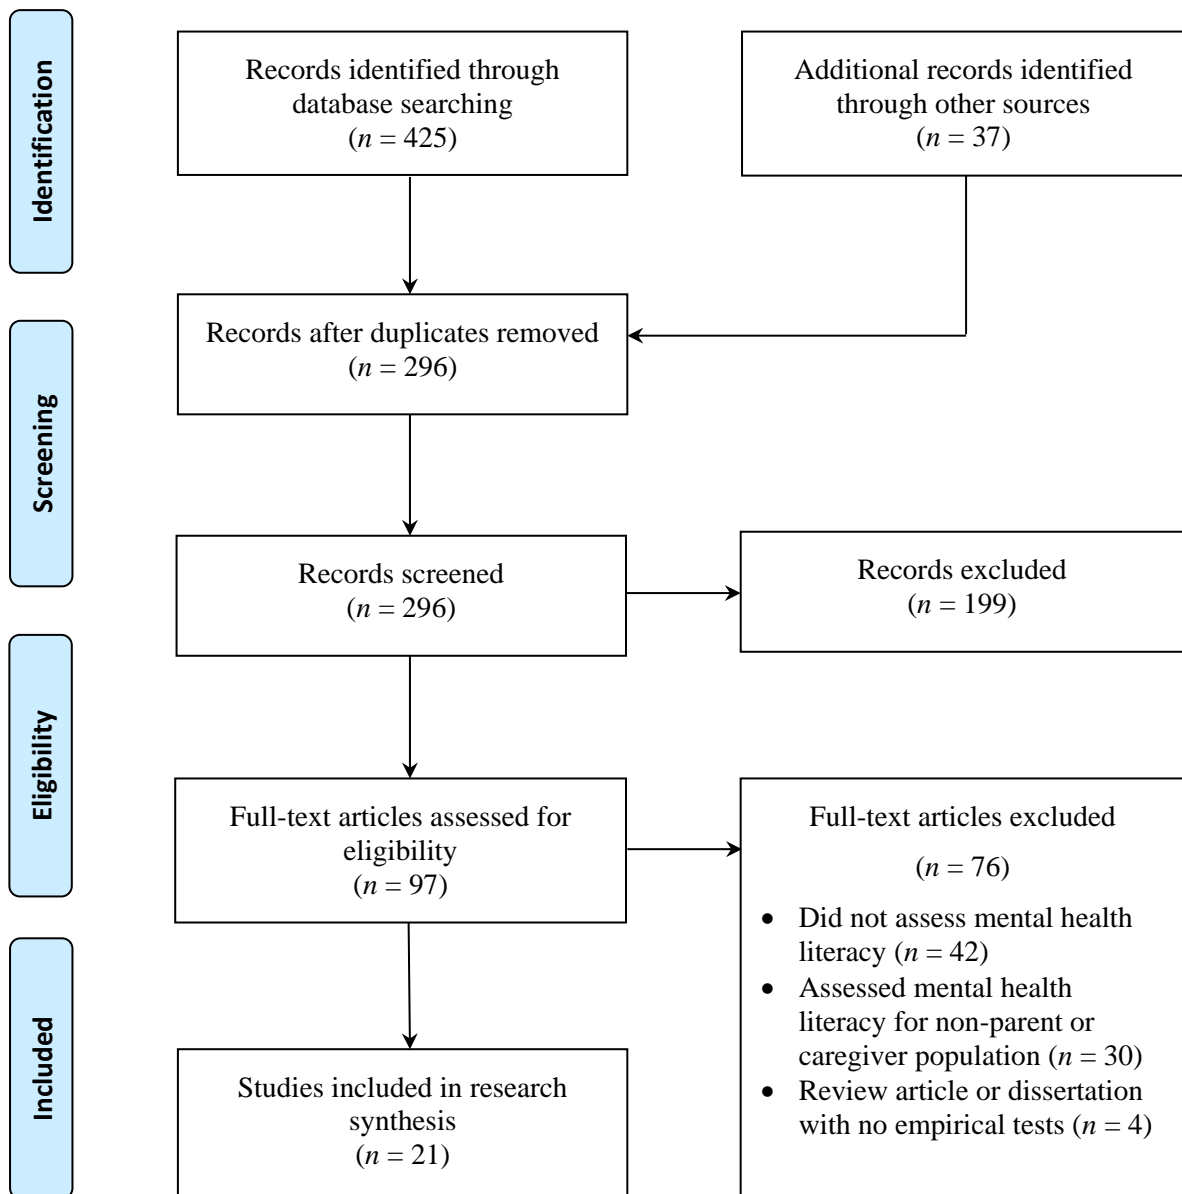 Identification
Records identified through
database searching
(n = 425)
Additional records identified
through other sources
(n = 37)
Records after duplicates removed
(n = 296)
Screening
Records screened
(n = 296)
Records excluded
(n = 199)
Eligibility
Full-text articles assessed for
eligibility
(n = 97)
Full-text articles excluded
(n = 76)
• Did not assess mental health
literacy (n = 42)
• Assessed mental health
literacy for non-parent or
caregiver population (n = 30)
• Review article or dissertation
with no empirical tests (n = 4)
Included
Studies included in research
synthesis
(n = 21)